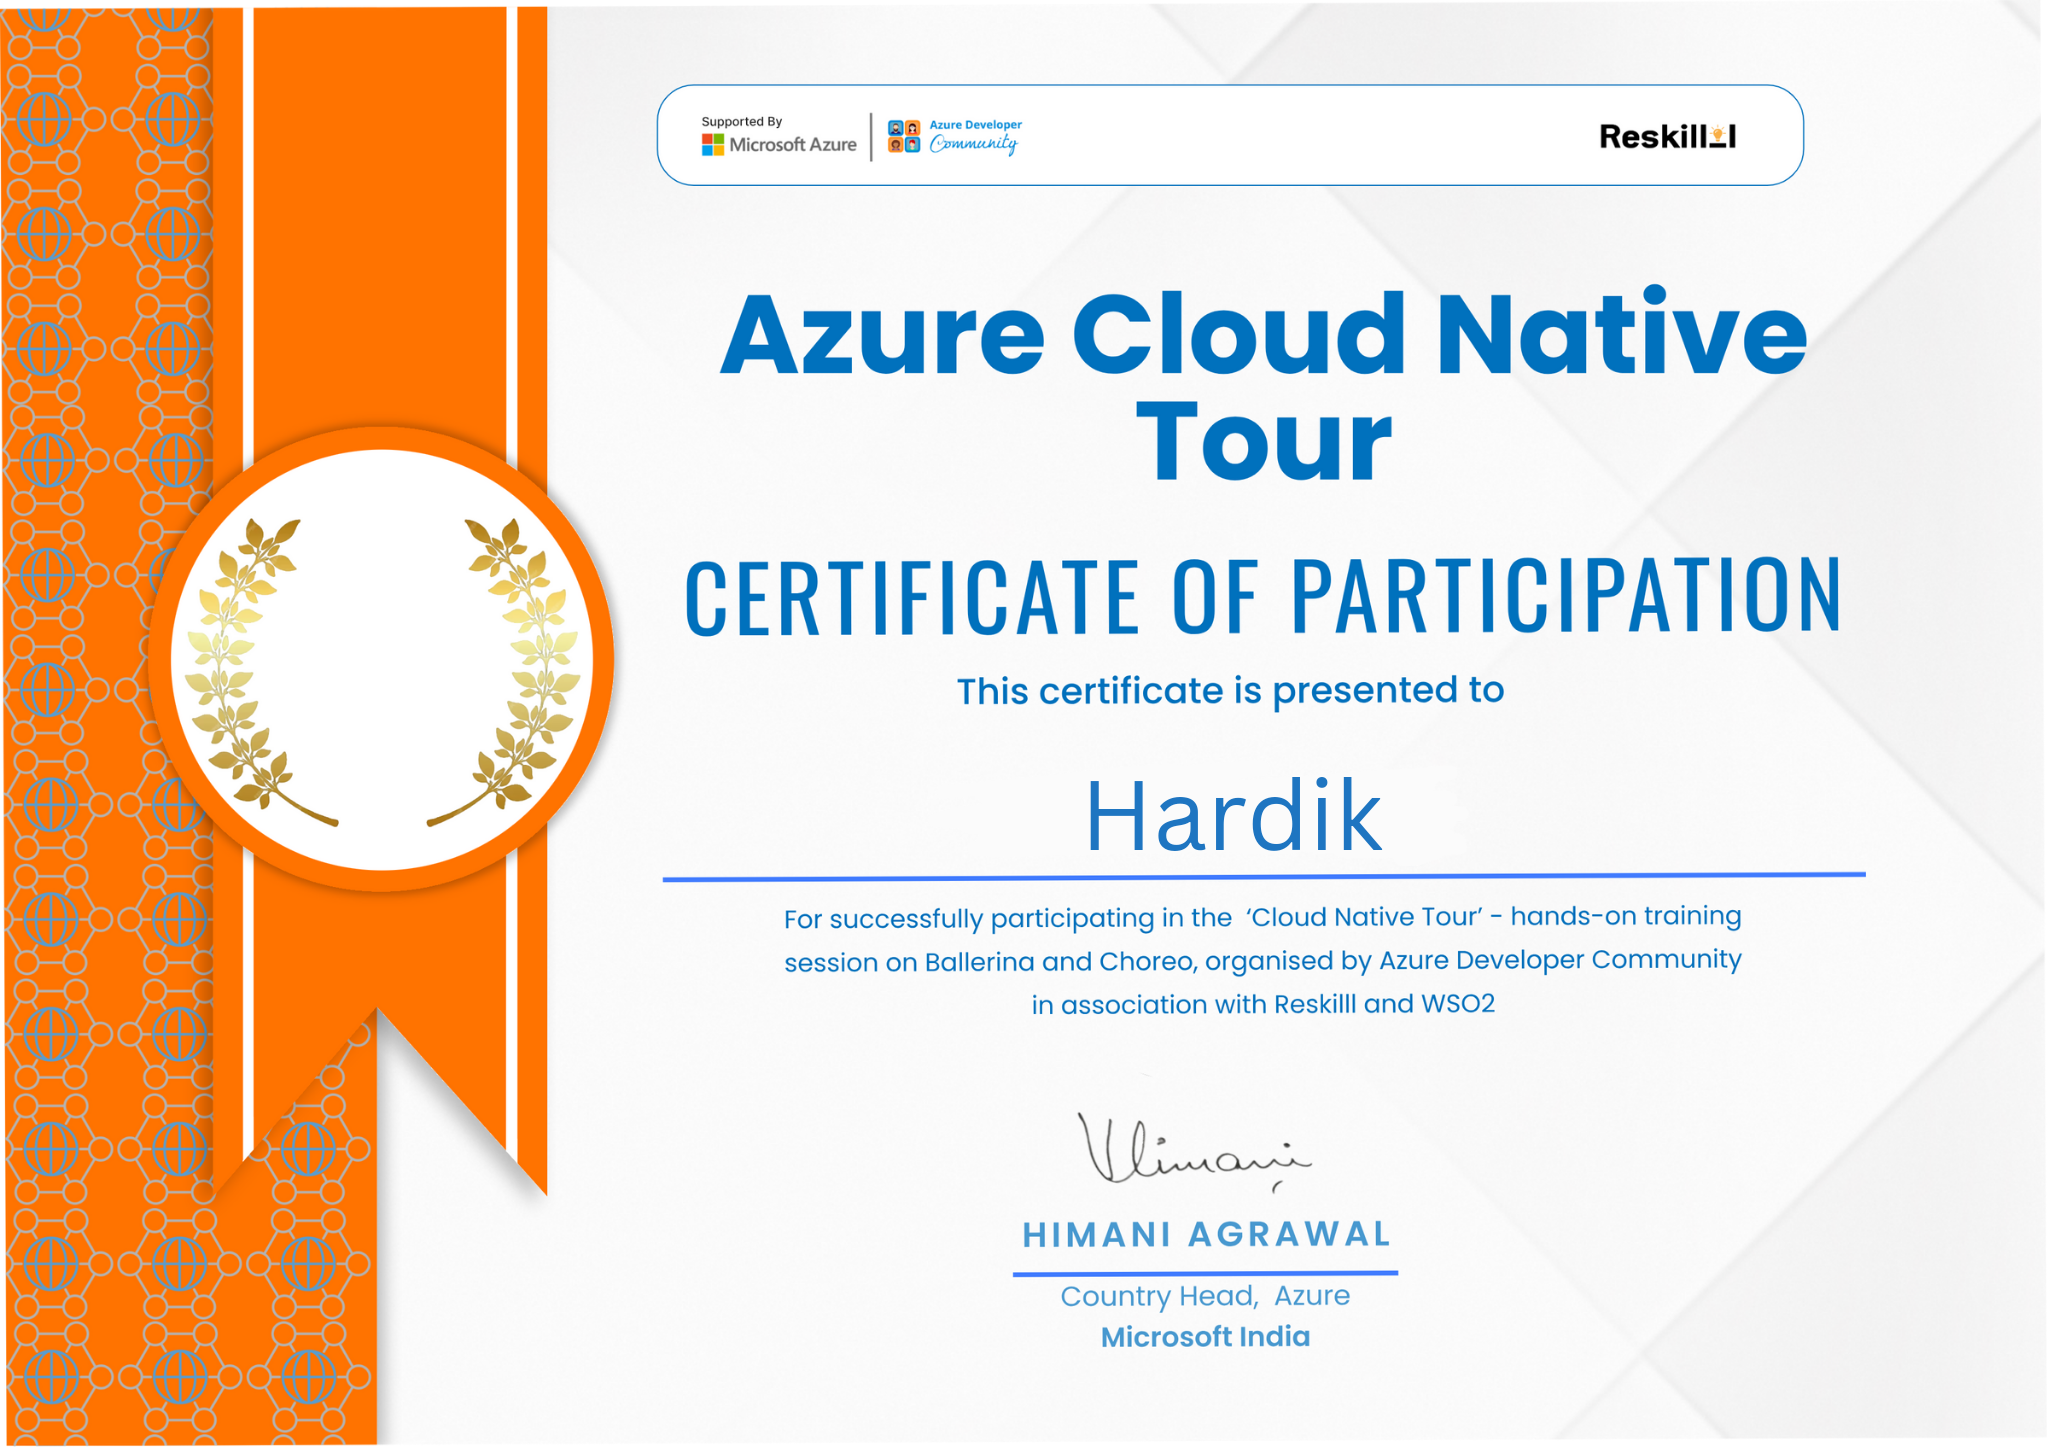 Supported By
Microsoft Azure
Azure Developer
Community
Reskilll
Azure Cloud Native
Tour
CERTIFICATE OF PARTICIPATION
This certificate is presented to
Hardik
For successfully participating in the ‘Cloud Native Tour’ - hands-on training
session on Ballerina and Choreo, organised by Azure Developer Community
in association with Reskilll and WSO2
Himani
HIMANI AGRAWAL
Country Head, Azure
Microsoft India